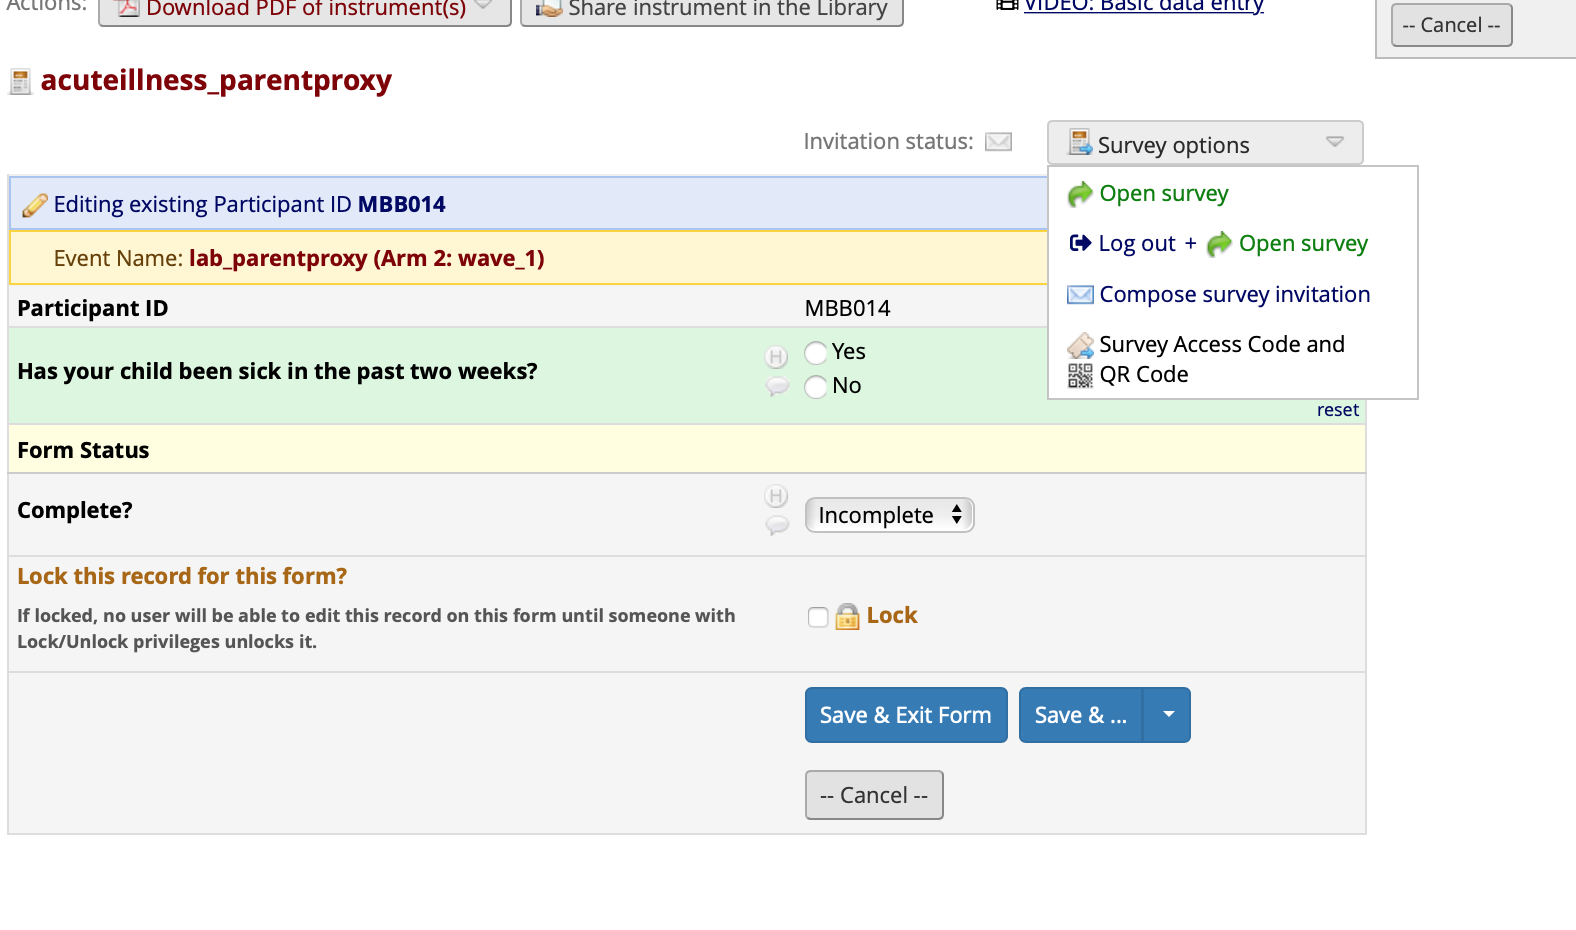 Actions: Download PDF of instrument(s) Share instrument in the Library VIDEO: Basic data entry
-- Cancel --
acuteillness_parentproxy
Invitation status: Survey options
Open survey
Log out + Open survey
Compose survey invitation
Survey Access Code and
QR Code
Editing existing Participant ID MBB014
Event Name: lab_parentproxy (Arm 2: wave_1)
Participant ID MBB014
Has your child been sick in the past two weeks?
H
Yes
No
reset
Form Status
Complete?
H
Incomplete
Lock this record for this form?
If locked, no user will be able to edit this record on this form until someone with
Lock/Unlock privileges unlocks it.
Lock
Save & Exit Form Save & ...
-- Cancel --